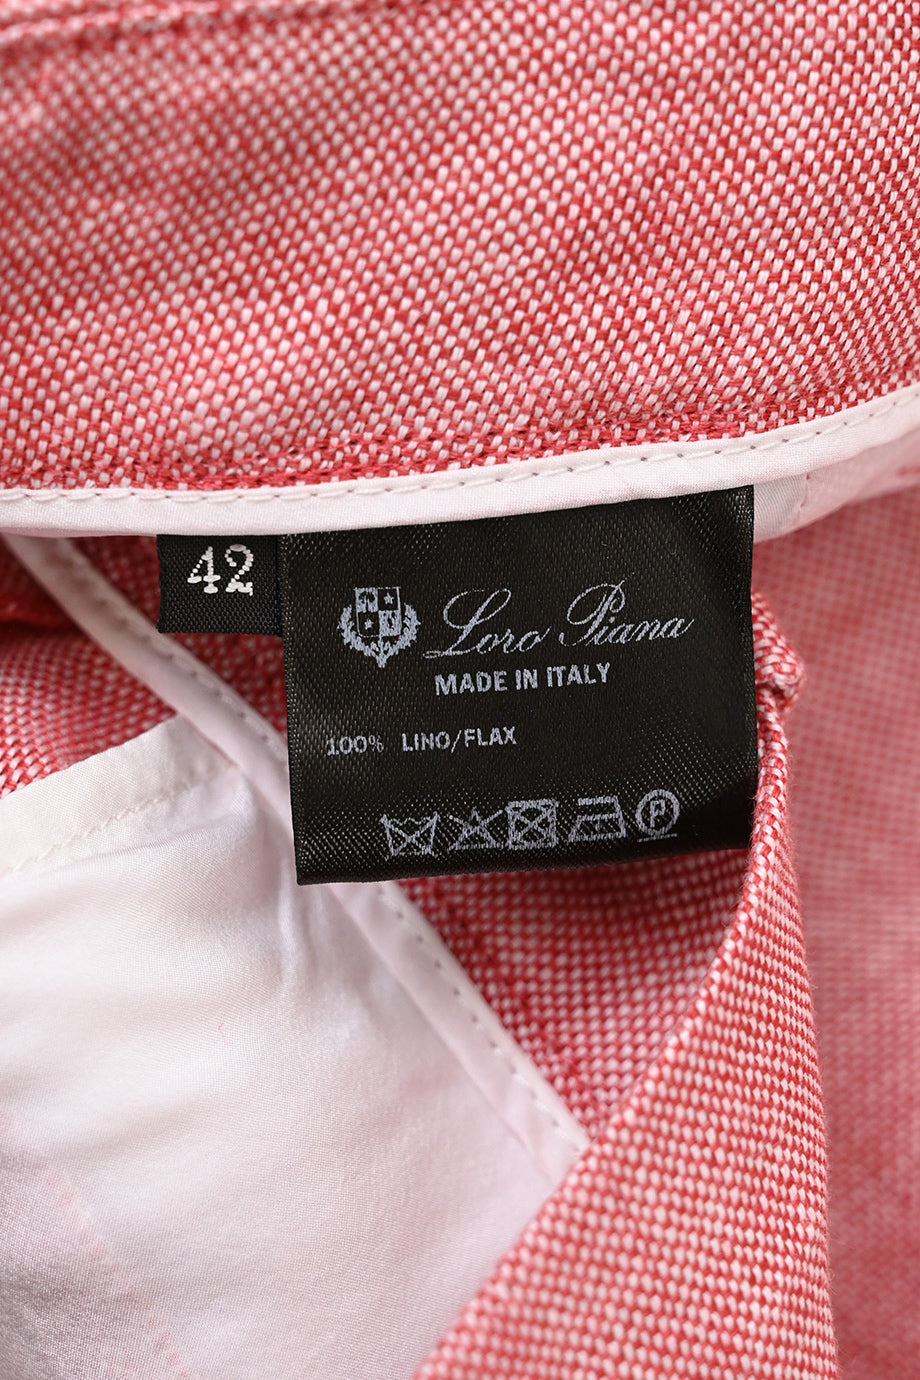 42
Loro Piana
MADE IN ITALY
100% LINO/FLAX
P